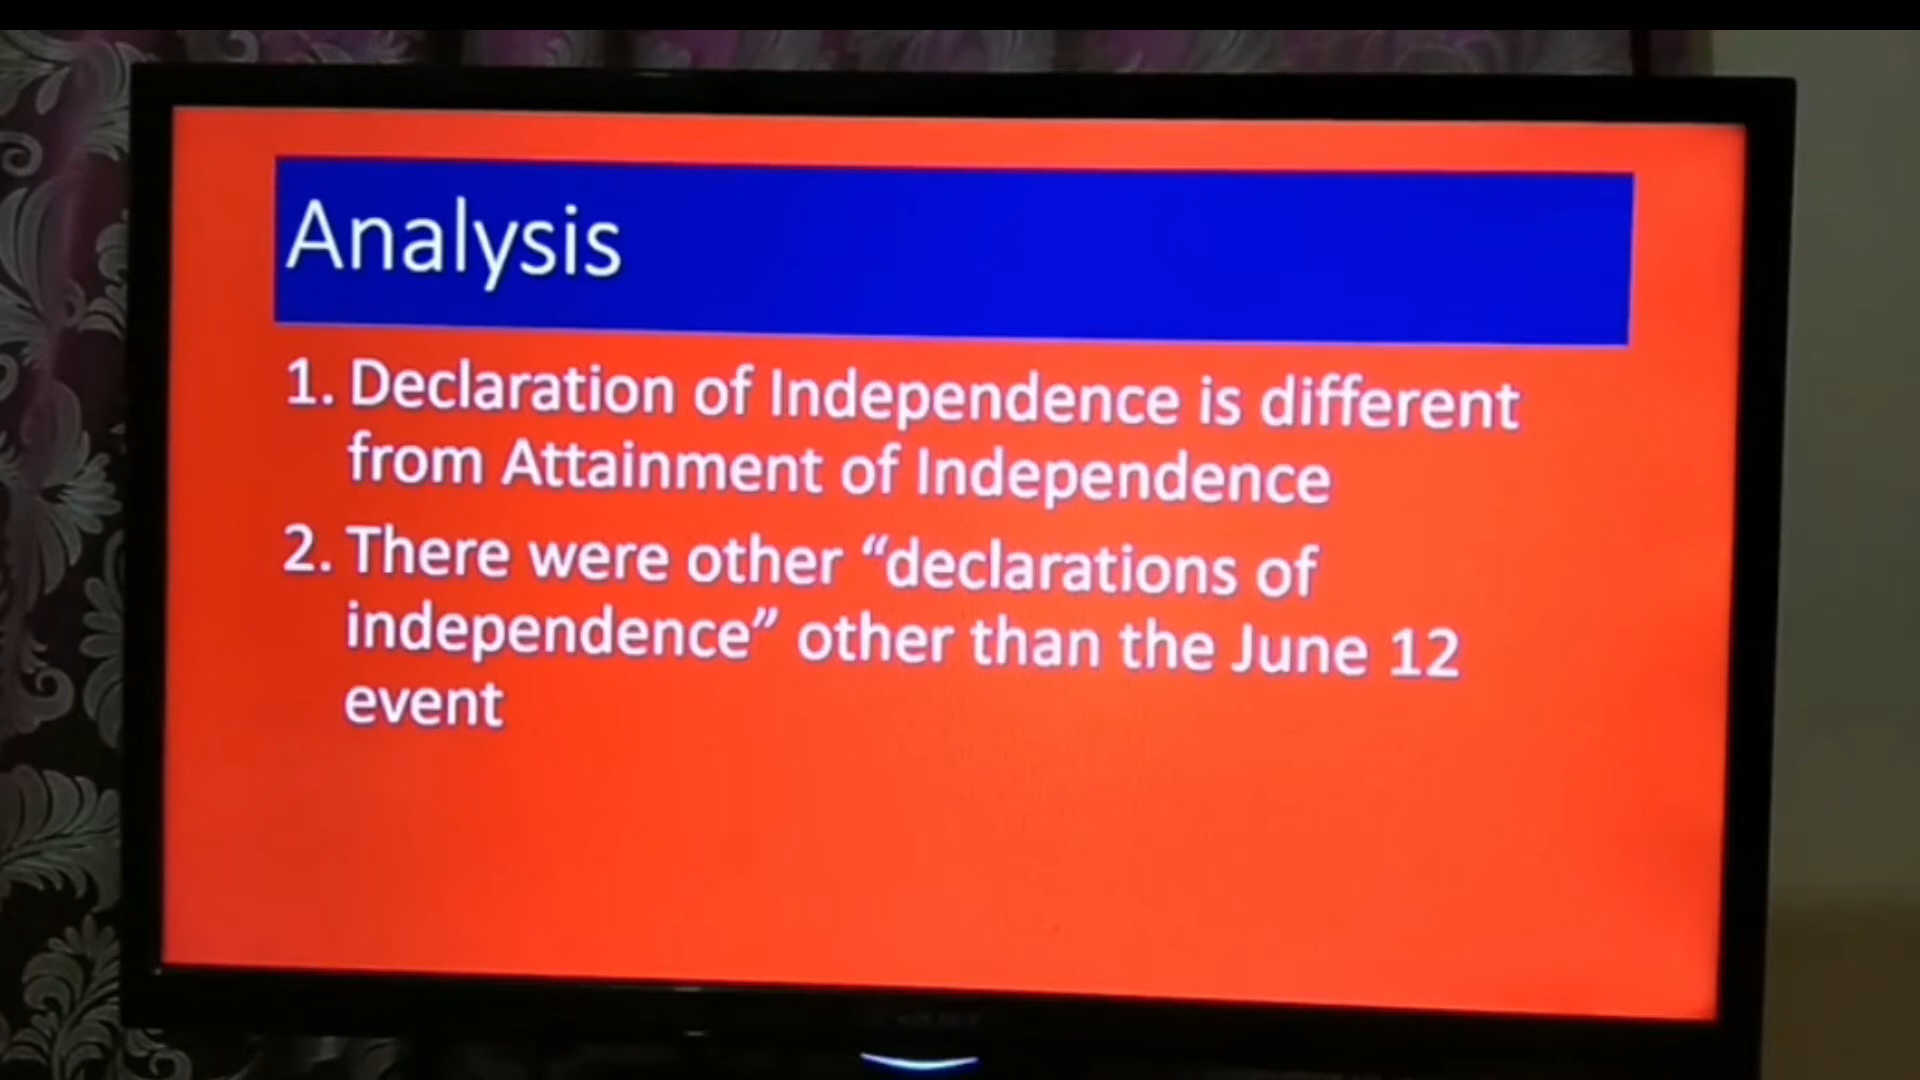 Analysis
1. Declaration of Independence is different
from Attainment of Independence
2. There were other “declarations of
independence” other than the June 12
event